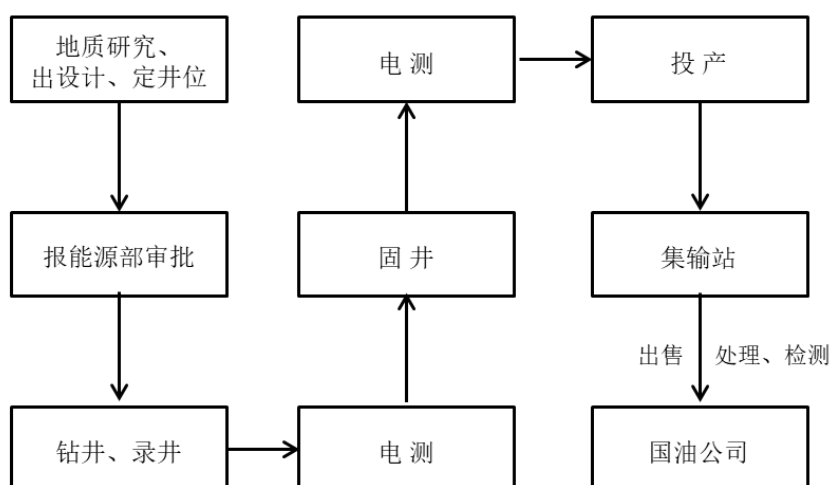 地质研究、
出设计、定井位
报能源部审批
钻井、录井
电 测
固 井
电 测
投 产
集输站
出售
处理、检测
国油公司